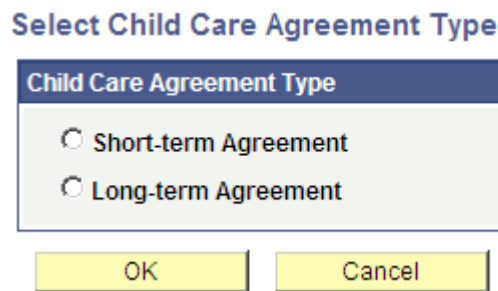 Select Child Care Agreement Type
Child Care Agreement Type
Short-term Agreement
Long-term Agreement
OK Cancel